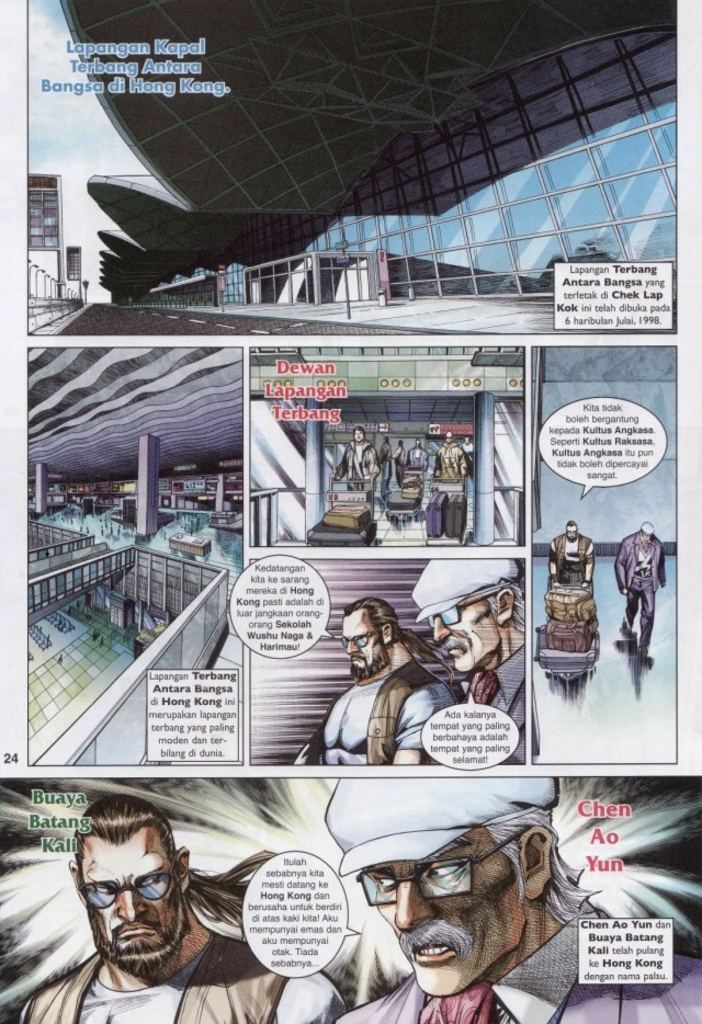 Lapangan Kapal
Terbang Antara
Bangsa di Hong Kong.
Lapangan Terbang
Antara Bangsa yang
terletak di Chek Lap
Kok ini telah dibuka pada
6 haribulan Julai, 1998.
Lapangan Terbang
Antara Bangsa
di Hong Kong ini
merupakan lapangan
terbang yang paling
moden dan ter-
bilang di dunia.
Dewan
Lapangan
Terbang
Kedatangan
kita ke sarang
mereka di Hong
Kong pasti adalah di
luar jangkaan orang-
orang Sekolah
Wushu Naga &
Harimau!
Ada kalanya
tempat yang paling
berbahaya adalah
tempat yang paling
selamat!
Kita tidak
boleh bergantung
kepada Kultus Angkasa.
Seperti Kultus Raksasa,
Kultus Angkasa itu pun
tidak boleh dipercayai
sangat.
24
Buaya
Batang
Kali
Itulah
sebabnya kita
mesti datang ke
Hong Kong dan
berusaha untuk berdiri
di atas kaki kita! Aku
mempunyai emas dan
aku mempunyai
otak. Tiada
sebabnya...
Chen
Ao
Yun
Chen Ao Yun dan
Buaya Batang
Kali telah pulang
ke Hong Kong
dengan nama palsu.